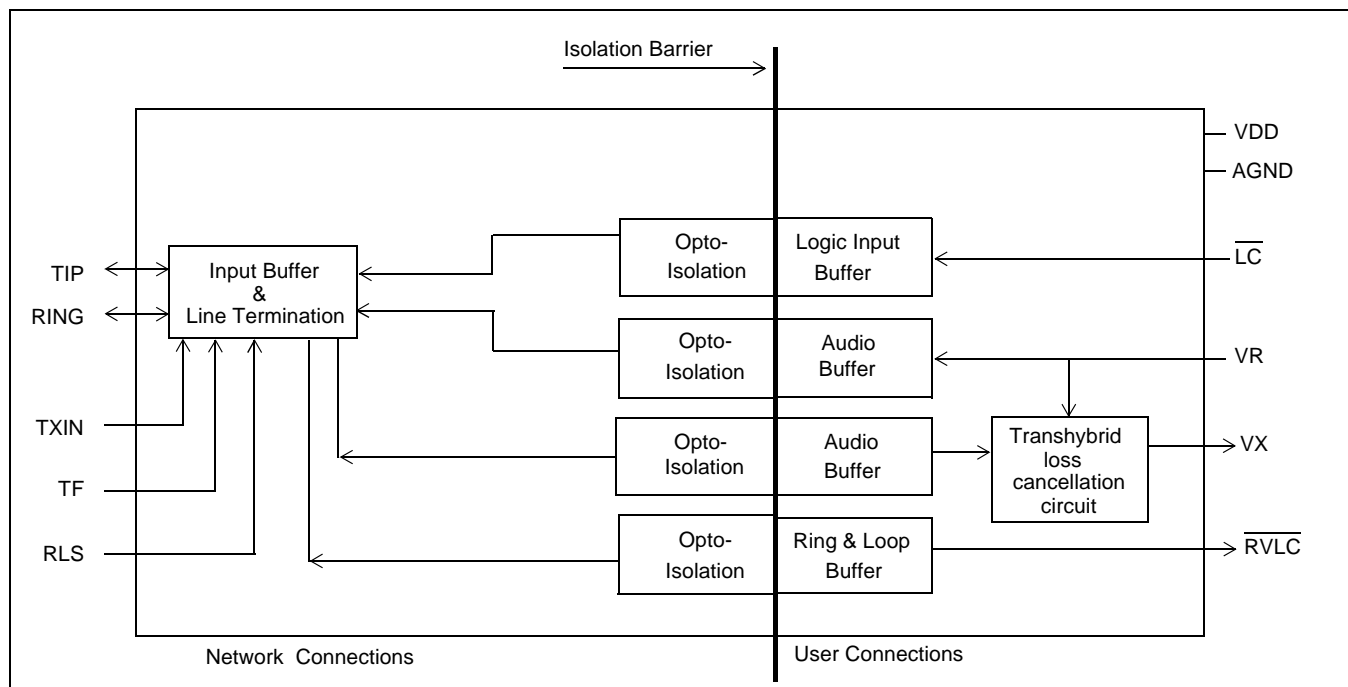 Isolation Barrier
VDD
AGND
Opto-
Isolation
Logic Input
Buffer
L̅C̅
TIP
RING
Input Buffer
&
Line Termination
Opto-
Isolation
Audio
Buffer
VR
TXIN
TF
RLS
Opto-
Isolation
Audio
Buffer
Transhybrid
loss
cancellation
circuit
VX
Opto-
Isolation
Ring & Loop
Buffer
R̅V̅L̅C̅
Network Connections
User Connections